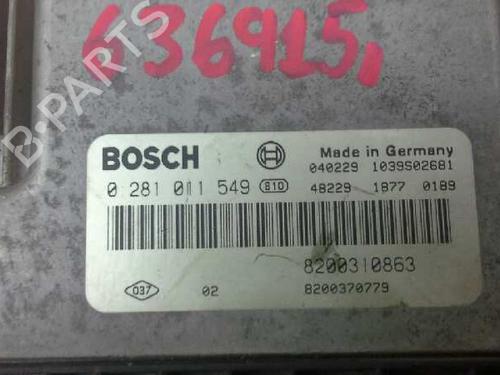 636915,
B-PARTS
BOSCH
Made in Germany
040229 1039S02681
0 281 011 549 810
48229 1877 0189
8200310863
037 02 8200370779